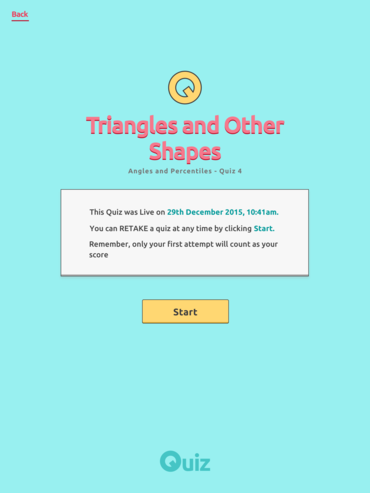 Back
Triangles and Other
Shapes
Angles and Percentiles - Quiz 4
This Quiz was Live on 29th December 2015, 10:41am.
You can RETAKE a quiz at any time by clicking Start.
Remember, only your first attempt will count as your
score
Start
Quiz